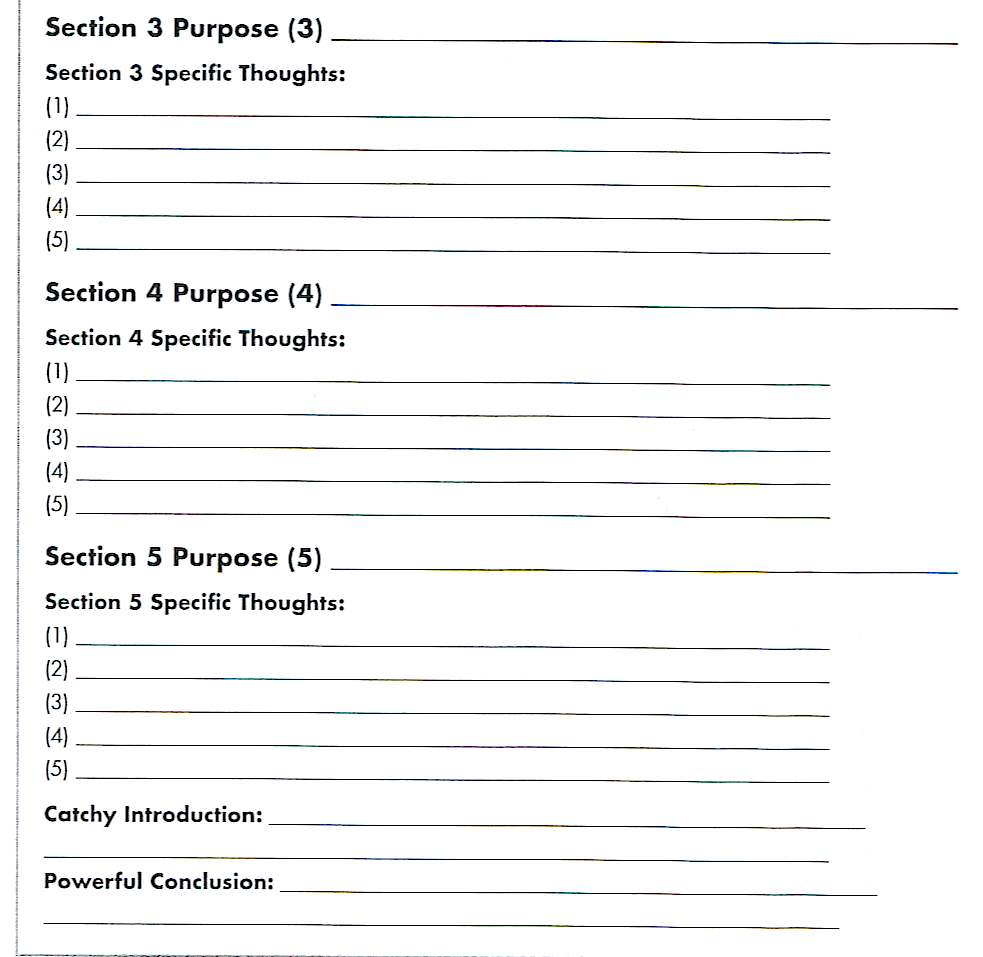 Section 3 Purpose (3)
Section 3 Specific Thoughts:
(1)
(2)
(3)
(4)
(5)
Section 4 Purpose (4)
Section 4 Specific Thoughts:
(1)
(2)
(3)
(4)
(5)
Section 5 Purpose (5)
Section 5 Specific Thoughts:
(1)
(2)
(3)
(4)
(5)
Catchy Introduction:
Powerful Conclusion: